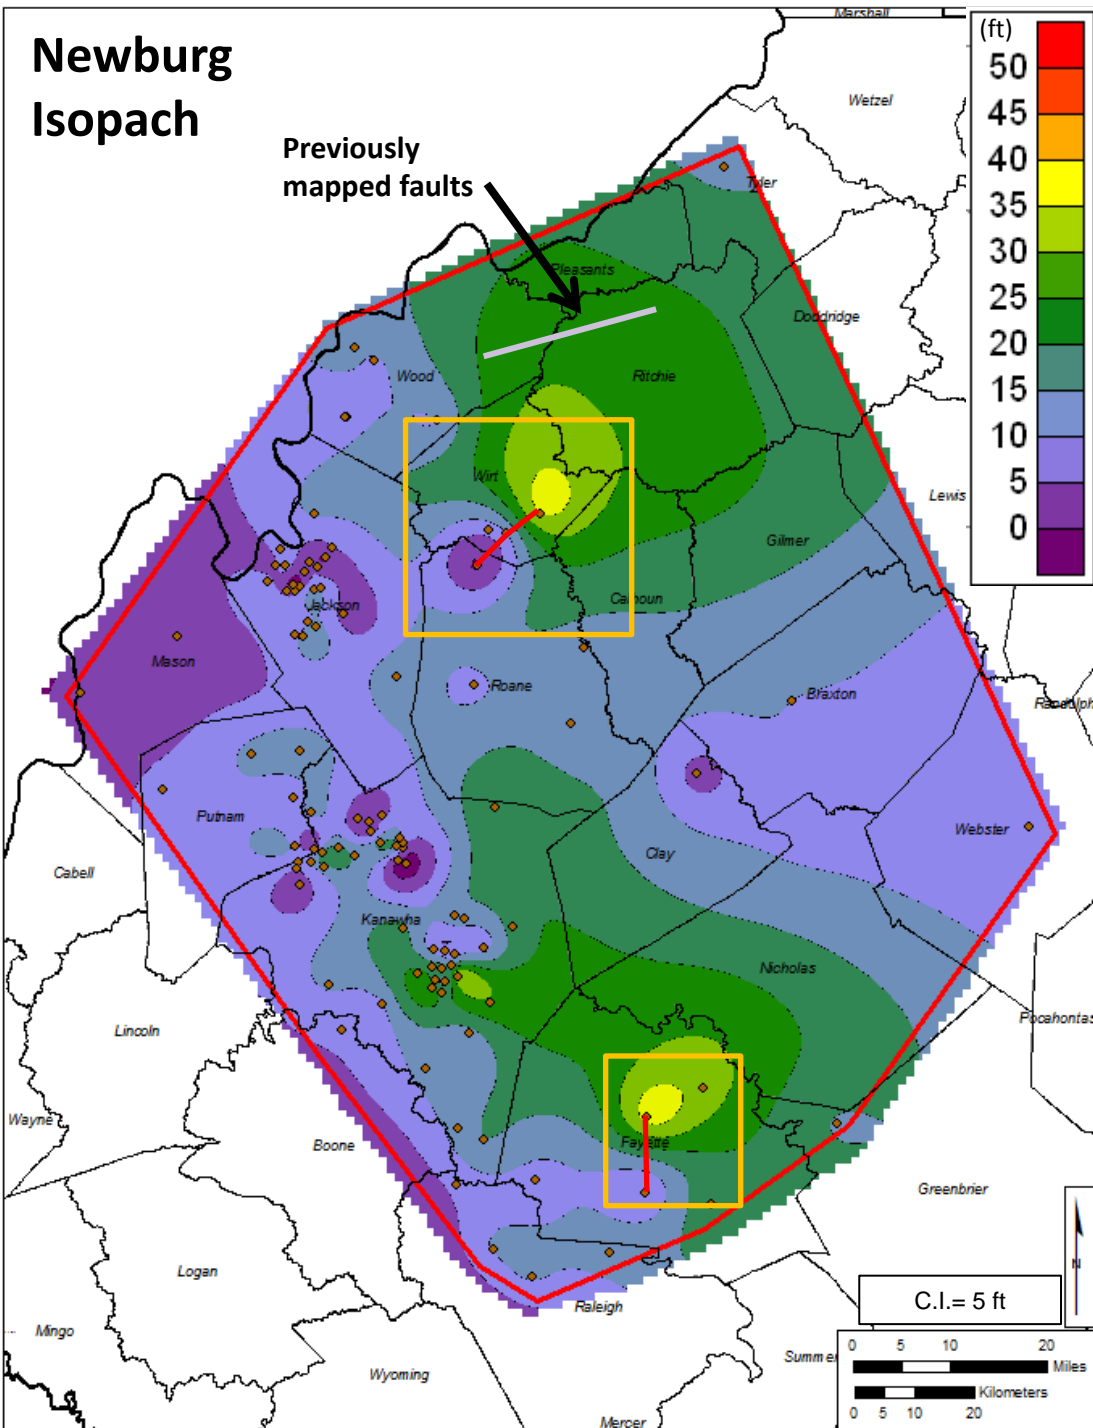 Newburg
Isopach
Previously
mapped faults
(ft)
50
45
40
35
30
25
20
15
10
5
0
Marshall
Wetzel
Tyler
Pleasants
Doddridge
Wood
Ritchie
Wirt
Lewis
Gilmer
Calhoun
Jackson
Mason
Roane
Braxton
Randolph
Putnam
Webster
Cabell
Clay
Kanawha
Nicholas
Lincoln
Pocahontas
Wayne
Boone
Fayette
Greenbrier
Logan
N
C.I.= 5 ft
Raleigh
Mingo
Summer
Wyoming
Mercer
0 5 10 20
Miles
Kilometers
0 5 10 20